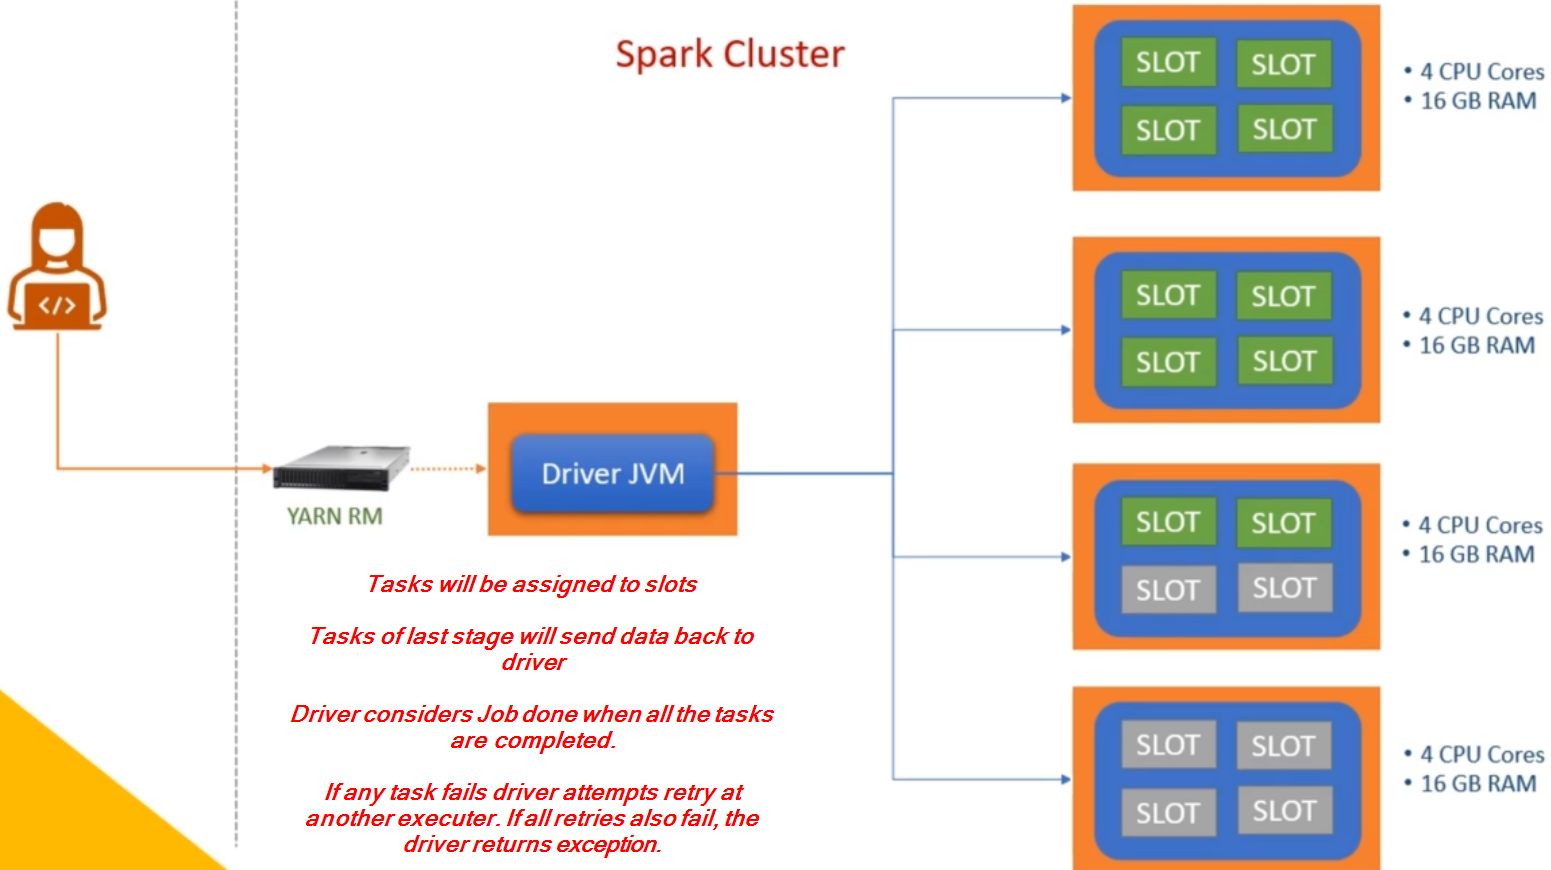 Spark Cluster
SLOT SLOT
SLOT SLOT
• 4 CPU Cores
• 16 GB RAM
SLOT SLOT
SLOT SLOT
• 4 CPU Cores
• 16 GB RAM
</>
YARN RM
Driver JVM
SLOT SLOT
SLOT SLOT
• 4 CPU Cores
• 16 GB RAM
SLOT SLOT
SLOT SLOT
• 4 CPU Cores
• 16 GB RAM
Tasks will be assigned to slots
Tasks of last stage will send data back to
driver
Driver considers Job done when all the tasks
are completed.
If any task fails driver attempts retry at
another executer. If all retries also fail, the
driver returns exception.